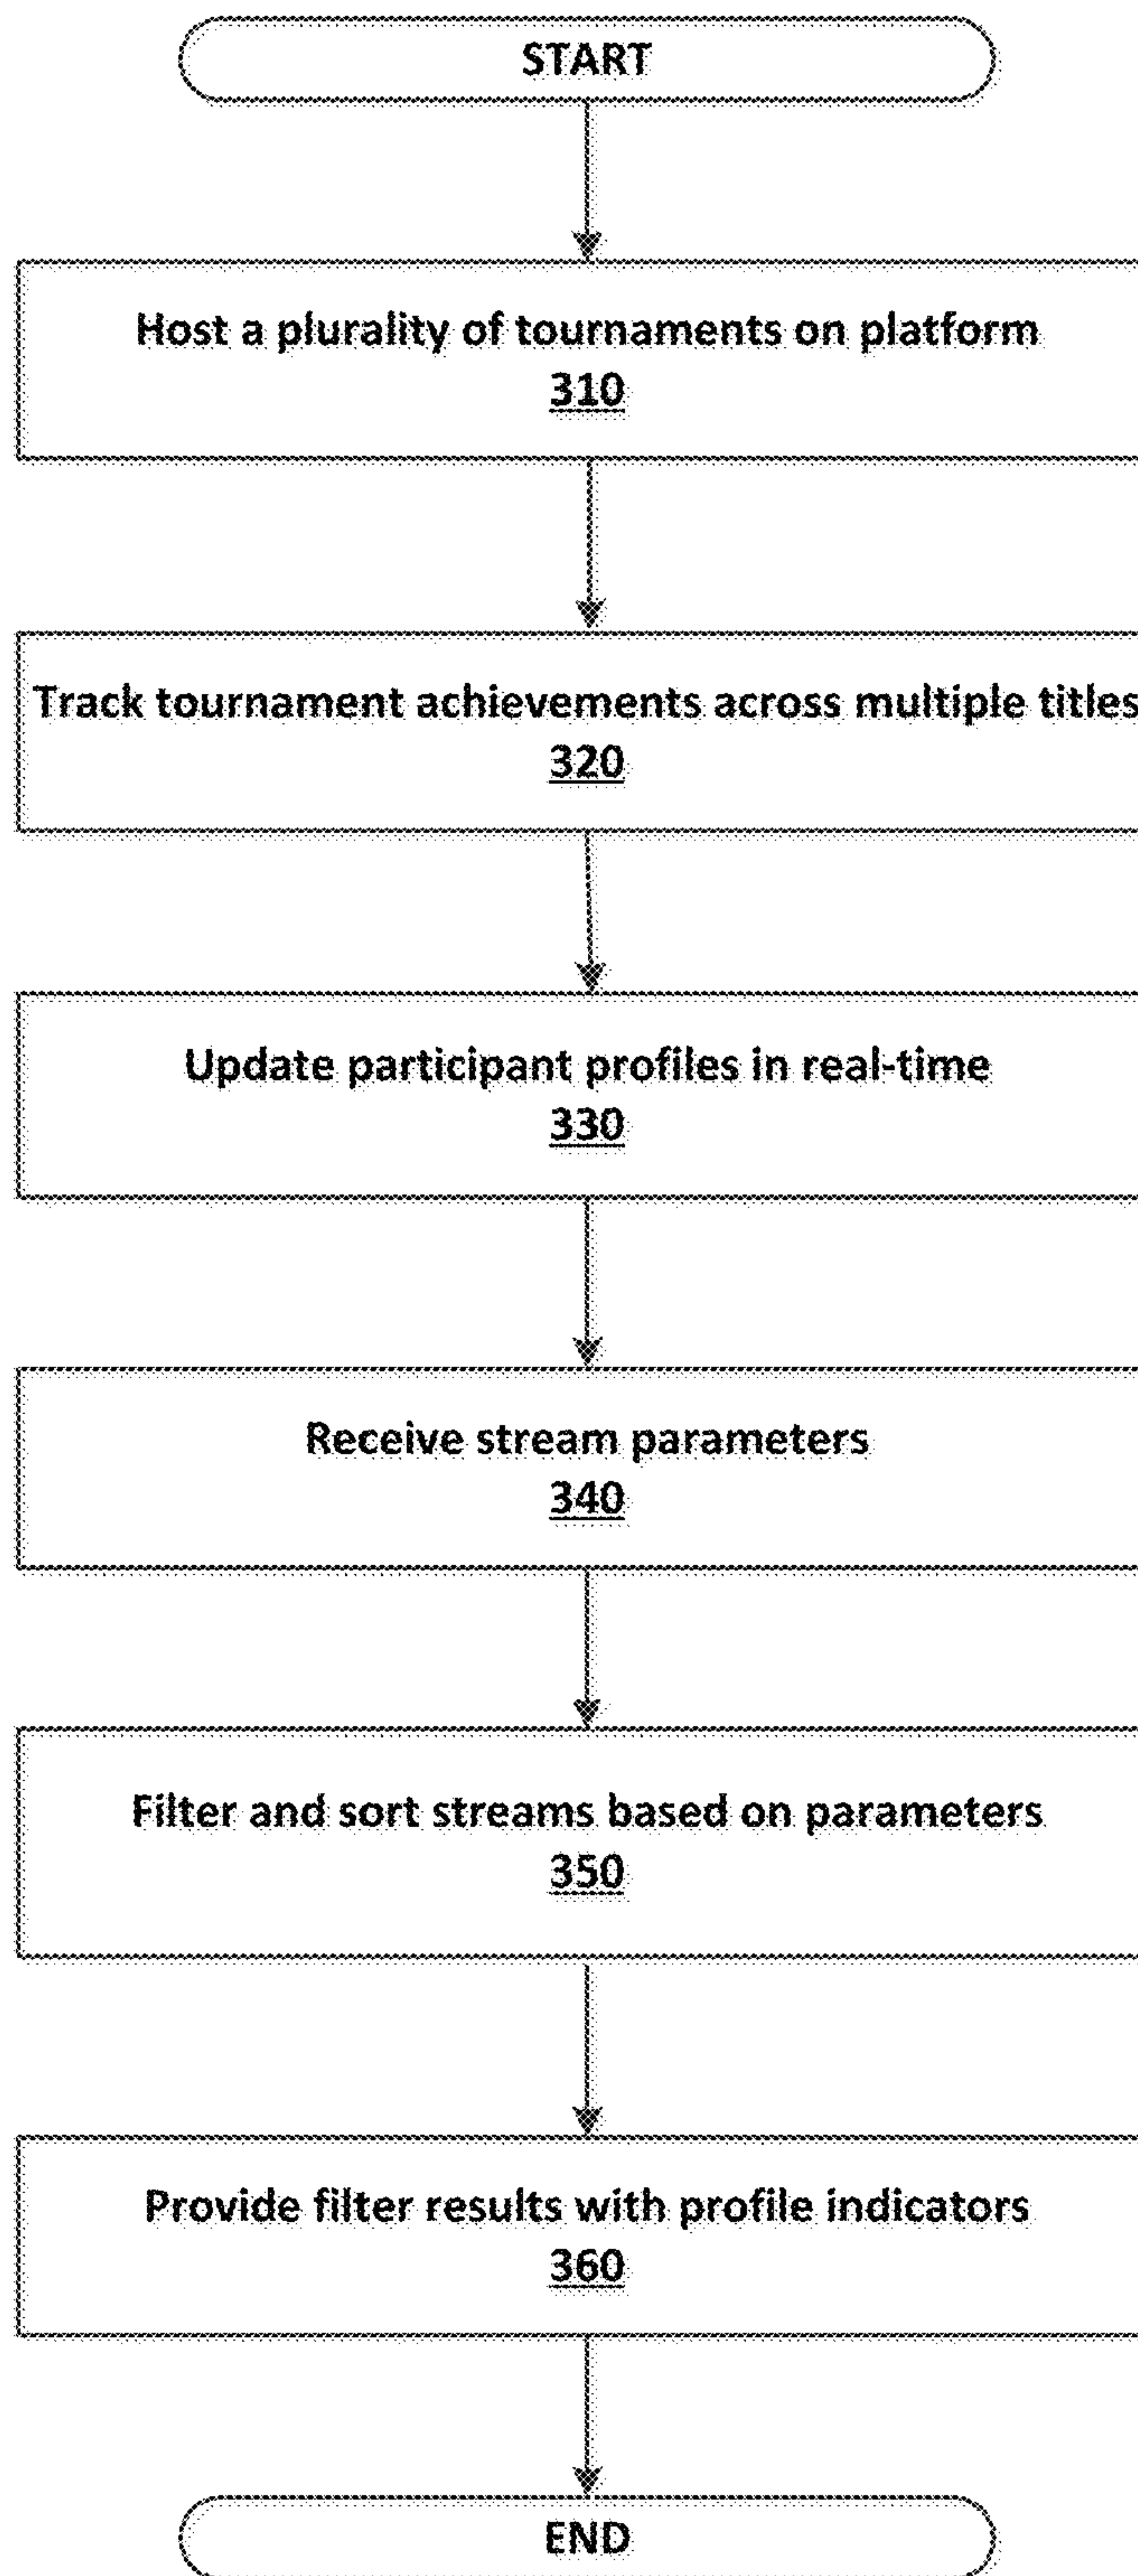 START
Host a plurality of tournaments on platform
310
Track tournament achievements across multiple titles
320
Update participant profiles in real-time
330
Receive stream parameters
340
Filter and sort streams based on parameters
350
Provide filter results with profile indicators
360
END